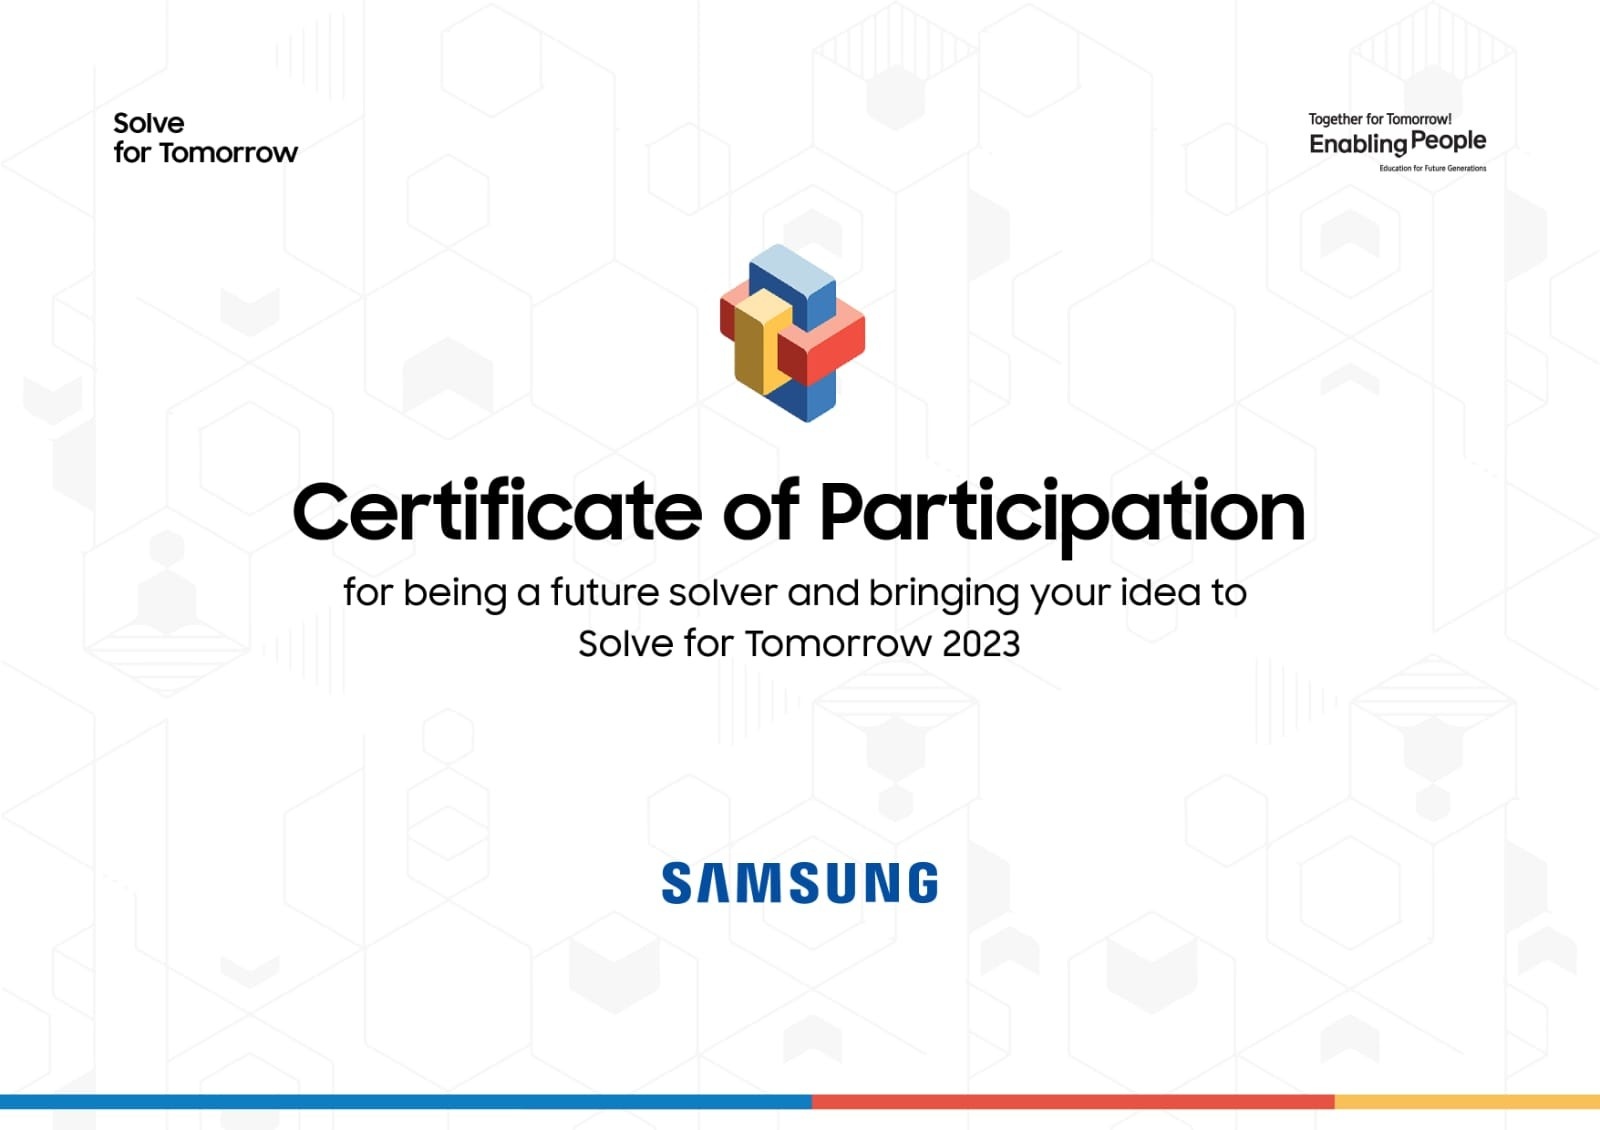 Solve
for Tomorrow
Together for Tomorrow!
Enabling People
Education for Future Generations
Certificate of Participation
for being a future solver and bringing your idea to
Solve for Tomorrow 2023
SAMSUNG